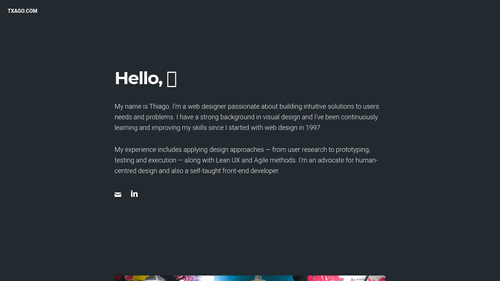 TXAGO.COM
Hello,
My name is Thiago. I'm a web designer passionate about building intuitive solutions to users
needs and problems. I have a strong background in visual design and I've been continuously
learning and improving my skills since I started with web design in 1997.
My experience includes applying design approaches — from user research to prototyping,
testing and execution — along with Lean UX and Agile methods. I'm an advocate for human-
centred design and also a self-taught front-end developer.
in